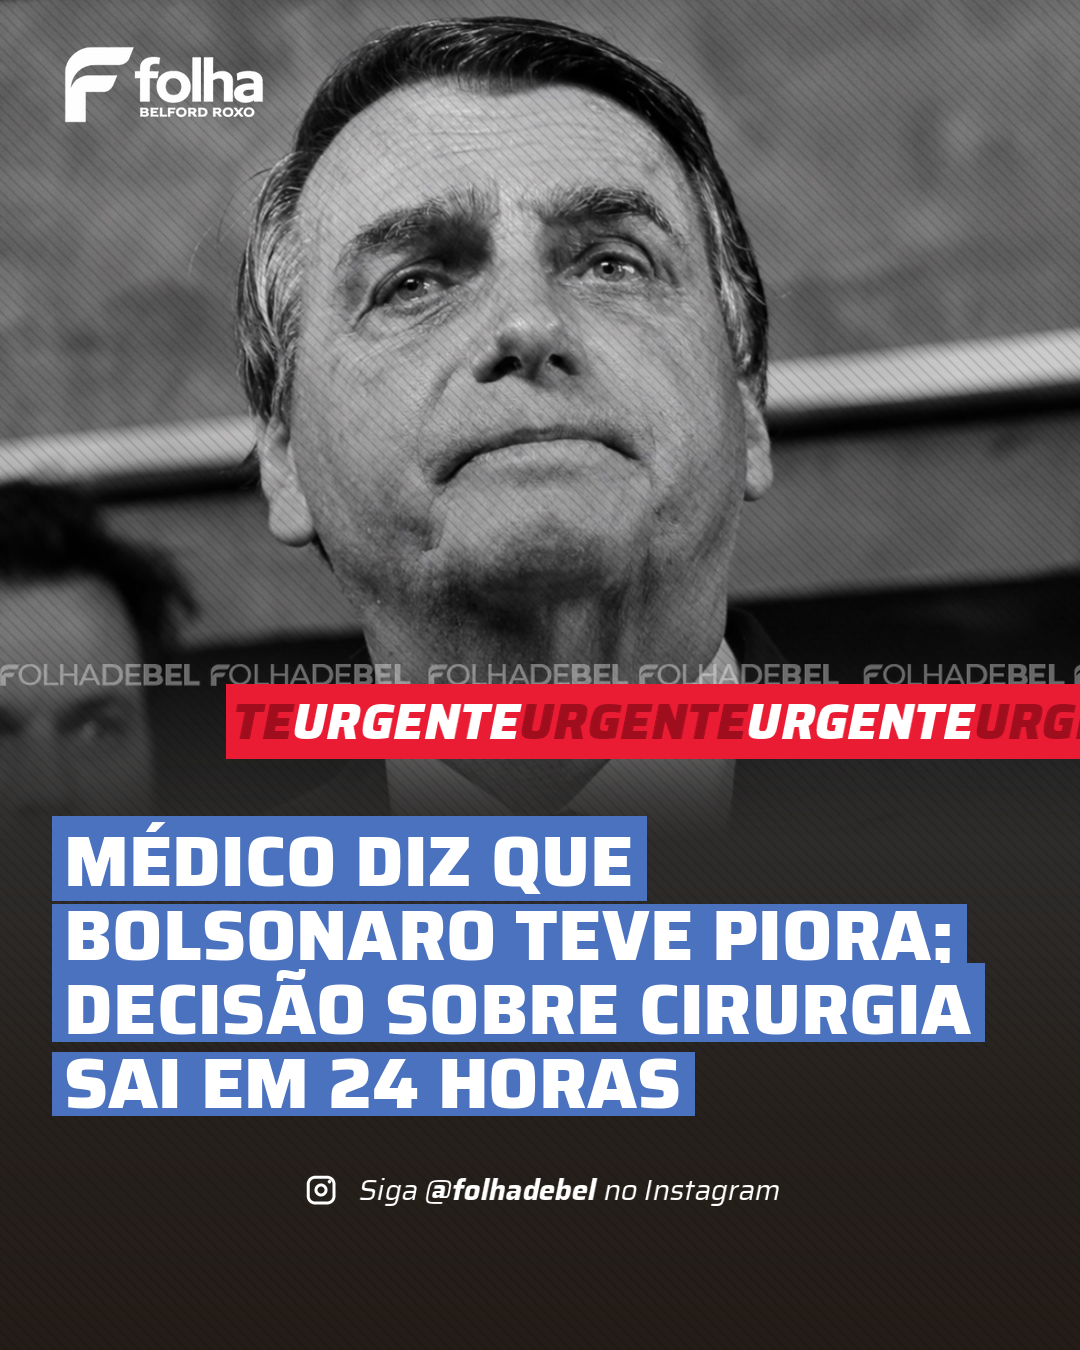 folha
BELFORD ROXO
FOLHADEBEL FOLHADEBEL FOLHADEBEL FOLHADEBEL FOLHADEBEL
TEURGENTEURGENTEURGENTEURG
MÉDICO DIZ QUE
BOLSONARO TEVE PIORA;
DECISÃO SOBRE CIRURGIA
SAI EM 24 HORAS
Siga @folhadebel no Instagram